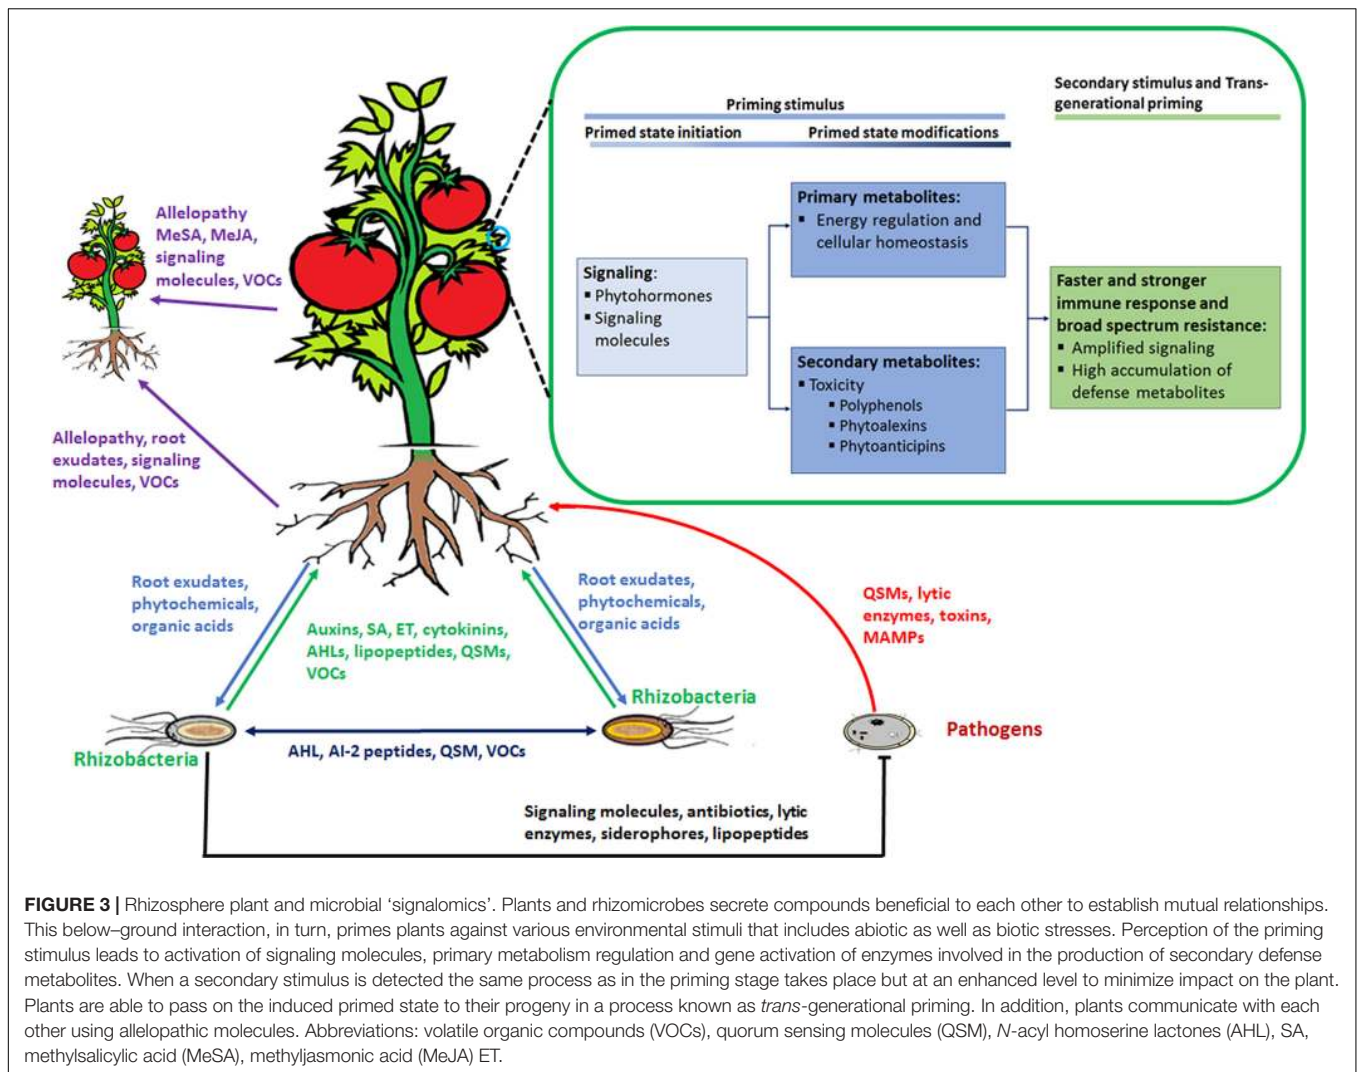 Priming stimulus
Secondary stimulus and Trans-
generational priming
Primed state initiation
Primed state modifications
Signaling:
▪ Phytohormones
▪ Signaling
molecules
Primary metabolites:
▪ Energy regulation and
cellular homeostasis
Secondary metabolites:
▪ Toxicity
▪ Polyphenols
▪ Phytoalexins
▪ Phytoanticipins
Faster and stronger
immune response and
broad spectrum resistance:
▪ Amplified signaling
▪ High accumulation of
defense metabolites
Allelopathy
MeSA, MeJA,
signaling
molecules, VOCs
Allelopathy, root
exudates, signaling
molecules, VOCs
Root exudates,
phytochemicals,
organic acids
Auxins, SA, ET, cytokinins,
AHLs, lipopeptides, QSMs,
VOCs
Root exudates,
phytochemicals,
organic acids
QSMs, lytic
enzymes, toxins,
MAMPs
Rhizobacteria
Rhizobacteria
Pathogens
AHL, AI-2 peptides, QSM, VOCs
Signaling molecules, antibiotics, lytic
enzymes, siderophores, lipopeptides
FIGURE 3 | Rhizosphere plant and microbial ‘signalomics’. Plants and rhizomicrobes secrete compounds beneficial to each other to establish mutual relationships.
This below–ground interaction, in turn, primes plants against various environmental stimuli that includes abiotic as well as biotic stresses. Perception of the priming
stimulus leads to activation of signaling molecules, primary metabolism regulation and gene activation of enzymes involved in the production of secondary defense
metabolites. When a secondary stimulus is detected the same process as in the priming stage takes place but at an enhanced level to minimize impact on the plant.
Plants are able to pass on the induced primed state to their progeny in a process known as trans-generational priming. In addition, plants communicate with each
other using allelopathic molecules. Abbreviations: volatile organic compounds (VOCs), quorum sensing molecules (QSM), N-acyl homoserine lactones (AHL), SA,
methylsalicylic acid (MeSA), methyljasmonic acid (MeJA) ET.